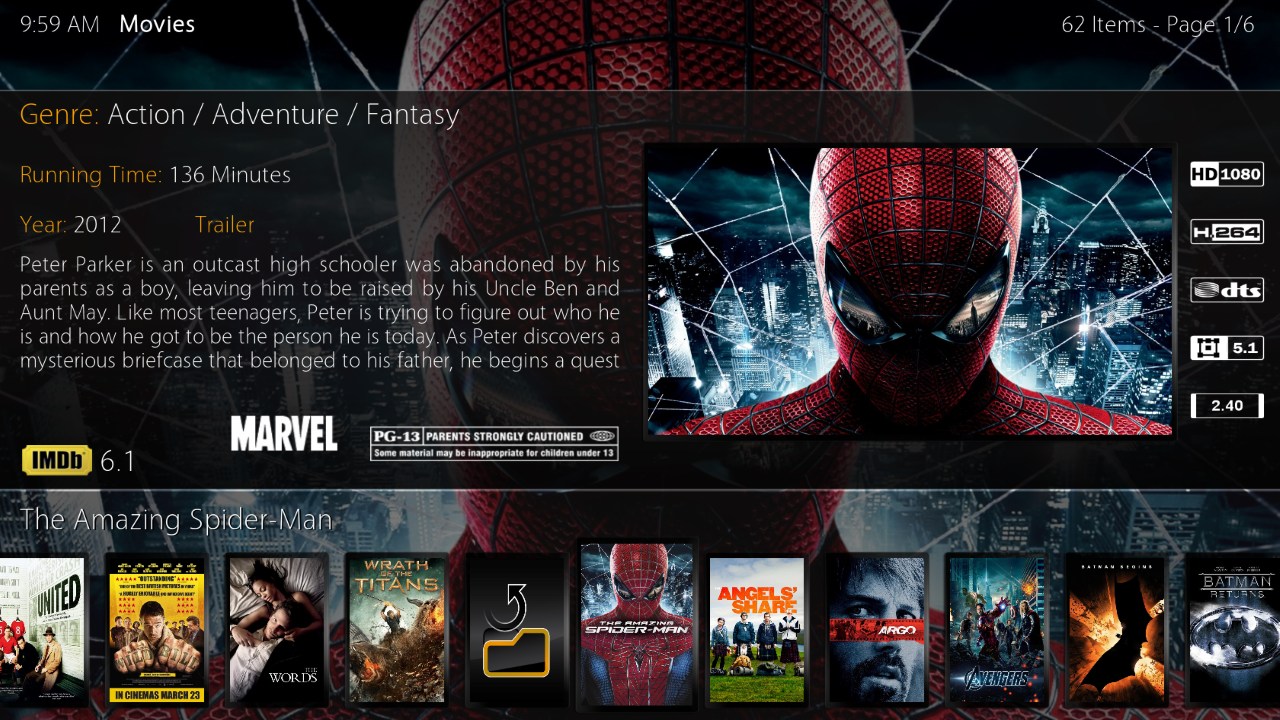 9:59 AM Movies
62 Items - Page 1/6
Genre: Action / Adventure / Fantasy
Running Time: 136 Minutes
Year: 2012 Trailer
Peter Parker is an outcast high schooler was abandoned by his
parents as a boy, leaving him to be raised by his Uncle Ben and
Aunt May. Like most teenagers, Peter is trying to figure out who he
is and how he got to be the person he is today. As Peter discovers a
mysterious briefcase that belonged to his father, he begins a quest
HD 1080
H.264
dts
5.1
2.40
MARVEL
PG-13 PARENTS STRONGLY CAUTIONED
Some material may be inappropriate for children under 13
IMDb 6.1
The Amazing Spider-Man
UNITED
"OUTSTANDING"
IN CINEMAS MARCH 23
THE
WORDS
WRATH
OF THE
TITANS
THE AMAZING
SPIDER-MAN
ANGELS'
SHARE
ARGO
AVENGERS
BATMAN BEGINS
BATMAN
RETURNS